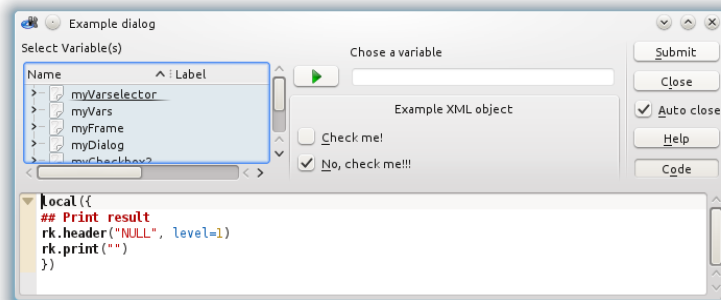 Example dialog
Select Variable(s)
Name Label
myVarselector
myVars
myFrame
myDialog
myCheckbox2
Chose a variable
Example XML object
Check me!
No, check me!!!
Submit
Close
Auto close
Help
Code
local({
## Print result
rk.header("NULL", level=1)
rk.print("")
})